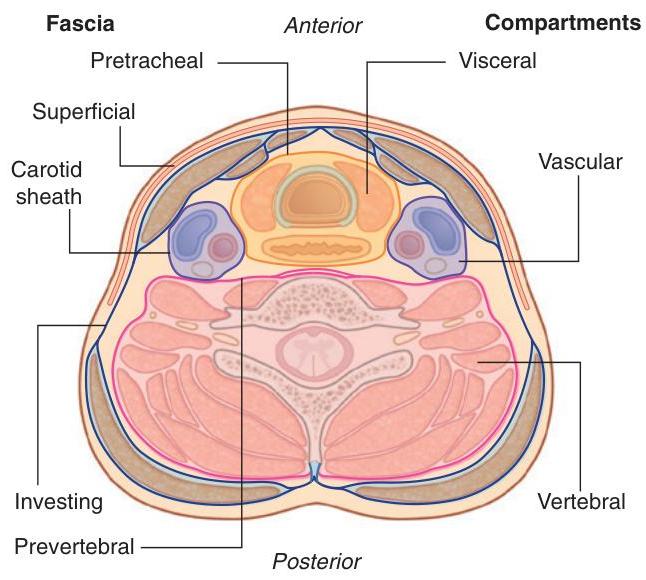 Fascia
Anterior
Compartments
Pretracheal
Visceral
Superficial
Vascular
Carotid
sheath
Investing
Vertebral
Prevertebral
Posterior